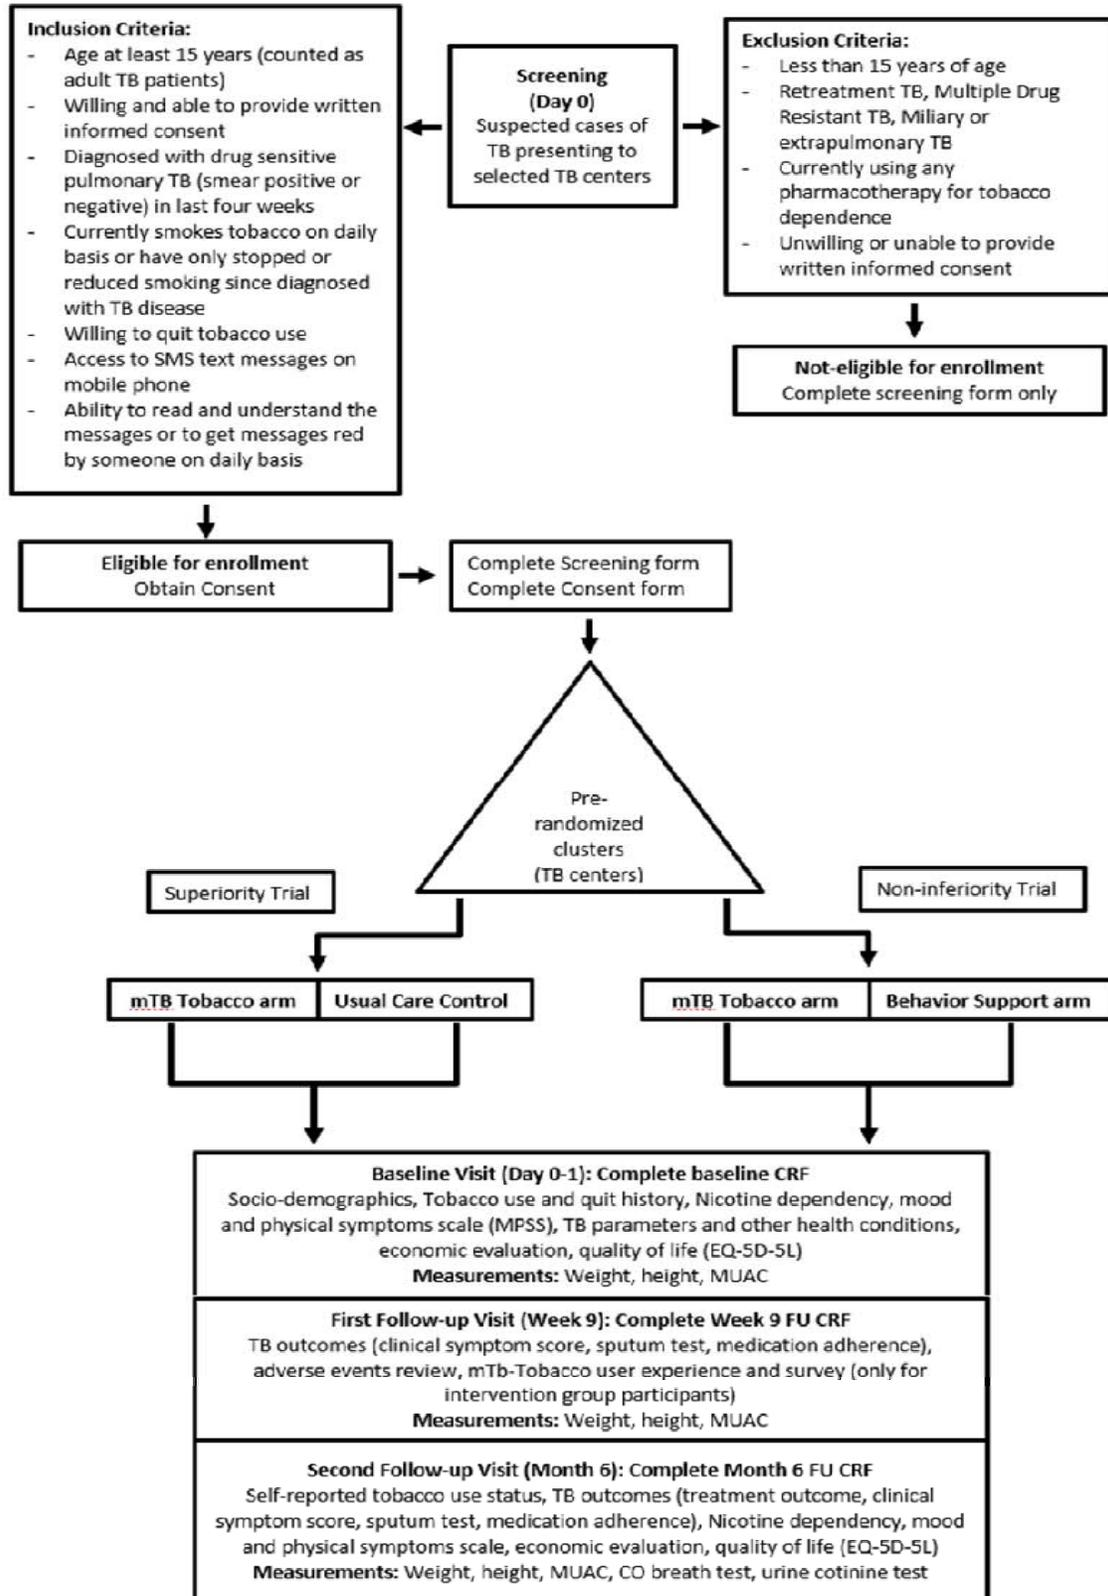 Inclusion Criteria:
- Age at least 15 years (counted as
adult TB patients)
- Willing and able to provide written
informed consent
- Diagnosed with drug sensitive
pulmonary TB (smear positive or
negative) in last four weeks
- Currently smokes tobacco on daily
basis or have only stopped or
reduced smoking since diagnosed
with TB disease
- Willing to quit tobacco use
- Access to SMS text messages on
mobile phone
- Ability to read and understand the
messages or to get messages red
by someone on daily basis
Screening
(Day 0)
Suspected cases of
TB presenting to
selected TB centers
Exclusion Criteria:
- Less than 15 years of age
- Retreatment TB, Multiple Drug
Resistant TB, Miliary or
extrapulmonary TB
- Currently using any
pharmacotherapy for tobacco
dependence
- Unwilling or unable to provide
written informed consent
Not-eligible for enrollment
Complete screening form only
Eligible for enrollment
Obtain Consent
Complete Screening form
Complete Consent form
Pre-
randomized
clusters
(TB centers)
Superiority Trial
Non-inferiority Trial
mTB Tobacco arm
Usual Care Control
mTB Tobacco arm
Behavior Support arm
Baseline Visit (Day 0-1): Complete baseline CRF
Socio-demographics, Tobacco use and quit history, Nicotine dependency, mood
and physical symptoms scale (MPSS), TB parameters and other health conditions,
economic evaluation, quality of life (EQ-5D-5L)
Measurements: Weight, height, MUAC
First Follow-up Visit (Week 9): Complete Week 9 FU CRF
TB outcomes (clinical symptom score, sputum test, medication adherence),
adverse events review, mTb-Tobacco user experience and survey (only for
intervention group participants)
Measurements: Weight, height, MUAC
Second Follow-up Visit (Month 6): Complete Month 6 FU CRF
Self-reported tobacco use status, TB outcomes (treatment outcome, clinical
symptom score, sputum test, medication adherence), Nicotine dependency, mood
and physical symptoms scale, economic evaluation, quality of life (EQ-5D-5L)
Measurements: Weight, height, MUAC, CO breath test, urine cotinine test